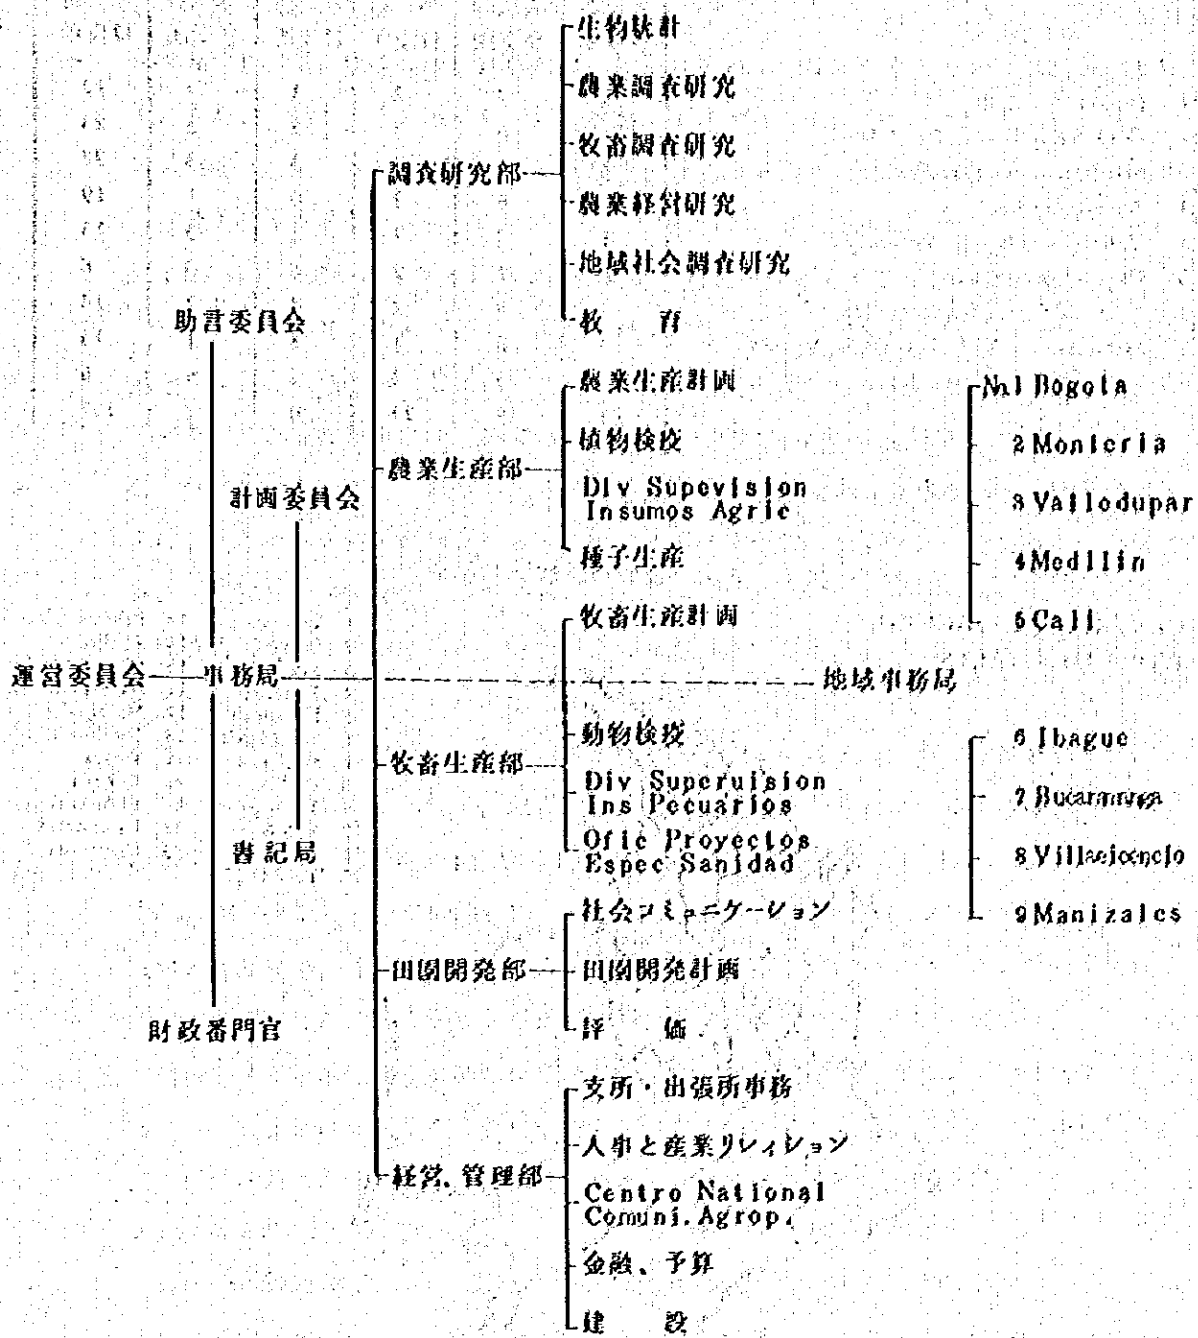 運営委員会
事務局
助言委員会
計画委員会
書記局
財政番門官
調査研究部
生物統計
農業調査研究
牧畜調査研究
農業経営研究
地域社会調査研究
教 育
農業生産部
農業生産計画
植物検疫
Div Supevision
Insumos Agric
種子生産
牧畜生産部
牧畜生産計画
動物検疫
Div Superuision
Ins Pecuarios
Ofic Proyectos
Espec Sanidad
田園開発部
社会コミュニケーション
田園開発計画
評 価
経営、管理部
支所・出張所事務
人事と産業リレイション
Centro National
Comuni.Agrop.
金融、予算
建 設
地域事務局
№1 Bogota
2 Monteria
3 Valledupar
4 Medllin
5 Cali
6 Ibague
7 Bucaramanga
8
9 Manizales